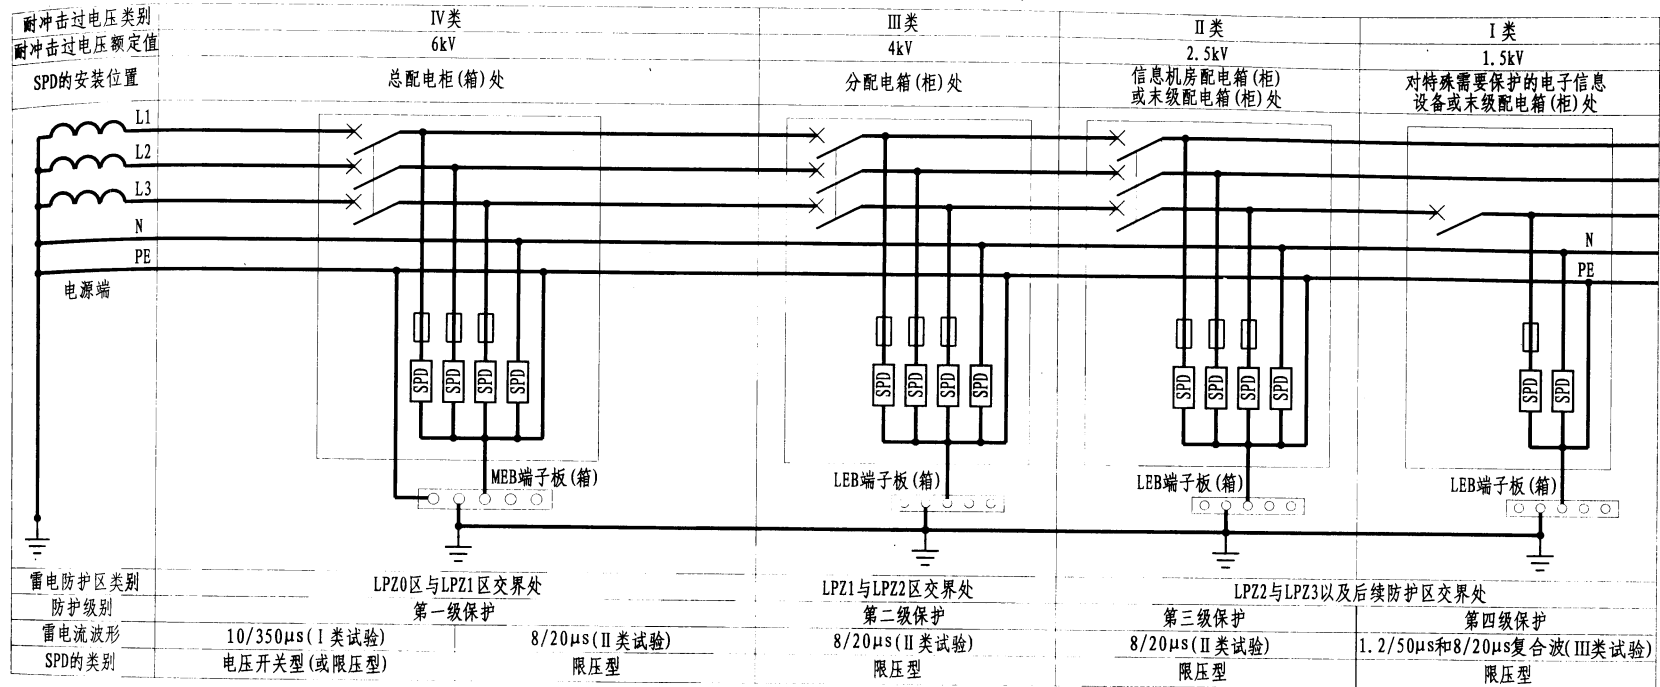 耐冲击过电压类别 IV类 III类 II类 I类
耐冲击过电压额定值 6kV 4kV 2.5kV 1.5kV
SPD的安装位置 总配电柜(箱)处 分配电箱(柜)处 信息机房配电箱(柜) 对特殊需要保护的电子信息
或末级配电箱(柜)处 设备或末级配电箱(柜)处
L1
L2
L3
N N
PE PE
电源端
SPD SPD SPD SPD SPD SPD SPD SPD SPD SPD SPD SPD SPD SPD
MEB端子板(箱) LEB端子板(箱) LEB端子板(箱) LEB端子板(箱)
雷电防护区类别 LPZ0区与LPZ1区交界处 LPZ1与LPZ2区交界处 LPZ2与LPZ3以及后续防护区交界处
防护级别 第一级保护 第二级保护 第三级保护 第四级保护
雷电流波形 10/350μs(I类试验) 8/20μs(II类试验) 8/20μs(II类试验) 8/20μs(II类试验) 1.2/50μs和8/20μs复合波(III类试验)
SPD的类别 电压开关型(或限压型) 限压型 限压型 限压型 限压型